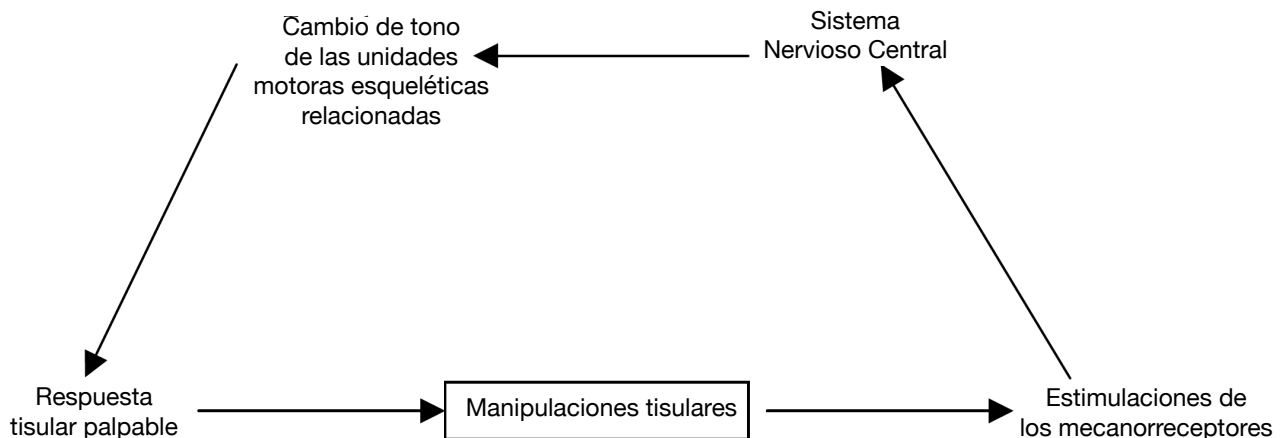 Cambio de tono
de las unidades
motoras esqueléticas
relacionadas
Sistema
Nervioso Central
Respuesta
tisular palpable
Manipulaciones tisulares
Estimulaciones de
los mecanorreceptores